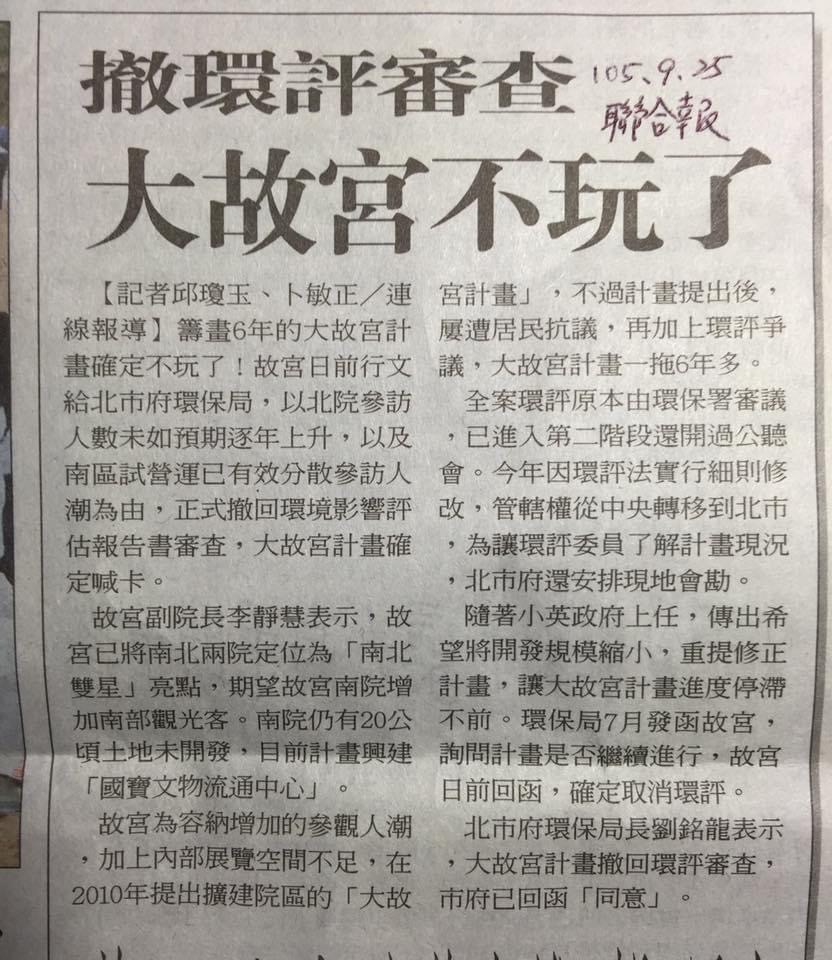 撤環評審查
105.9.25
聯合報
大故宮不玩了
【記者邱瓊玉、卜敏正／連
線報導】籌畫6年的大故宮計
畫確定不玩了！故宮日前行文
給北市府環保局，以北院參訪
人數未如預期逐年上升，以及
南區試營運已有效分散參訪人
潮為由，正式撤回環境影響評
估報告書審查，大故宮計畫確
定喊卡。
故宮副院長李靜慧表示，故
宮已將南北兩院定位為「南北
雙星」亮點，期望故宮南院增
加南部觀光客。南院仍有20公
頃土地未開發，目前計畫興建
「國寶文物流通中心」。
故宮為容納增加的參觀人潮
，加上內部展覽空間不足，在
2010年提出擴建院區的「大故
宮計畫」，不過計畫提出後，
屢遭居民抗議，再加上環評爭
議，大故宮計畫一拖6年多。
全案環評原本由環保署審議
，已進入第二階段還開過公聽
會。今年因環評法實行細則修
改，管轄權從中央轉移到北市
，為讓環評委員了解計畫現況
，北市府還安排現地會勘。
隨著小英政府上任，傳出希
望將開發規模縮小，重提修正
計畫，讓大故宮計畫進度停滯
不前。環保局7月發函故宮，
詢問計畫是否繼續進行，故宮
日前回函，確定取消環評。
北市府環保局長劉銘龍表示
，大故宮計畫撤回環評審查，
市府已回函「同意」。